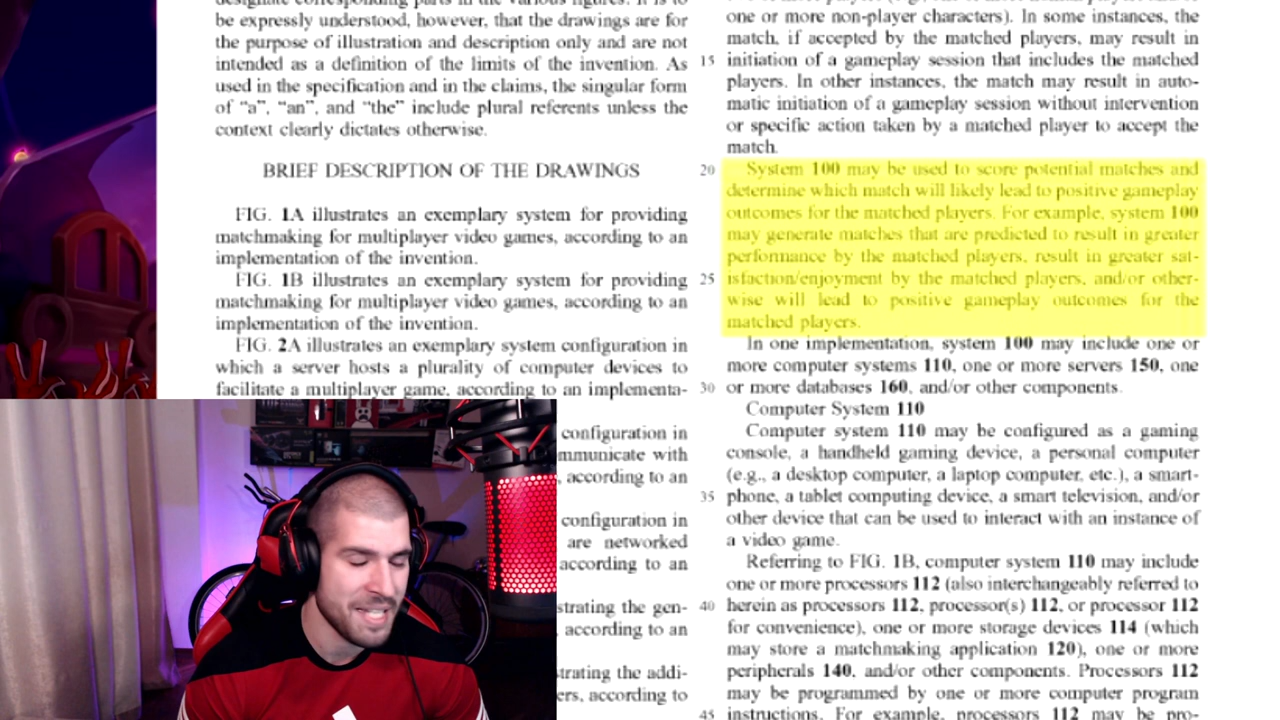 be expressly understood, however, that the drawings are for
the purpose of illustration and description only and are not
intended as a definition of the limits of the invention. As
used in the specification and in the claims, the singular form
of “a”, “an”, and “the” include plural referents unless the
context clearly dictates otherwise.
BRIEF DESCRIPTION OF THE DRAWINGS
FIG. 1A illustrates an exemplary system for providing
matchmaking for multiplayer video games, according to an
implementation of the invention.
FIG. 1B illustrates an exemplary system for providing
matchmaking for multiplayer video games, according to an
implementation of the invention.
FIG. 2A illustrates an exemplary system configuration in
which a server hosts a plurality of computer devices to
facilitate a multiplayer game, according to an implementa-
configuration in
mmunicate with
, according to an
configuration in
are networked
according to an
strating the gen-
, according to an
trating the addi-
ers, according to
one or more non-player characters). In some instances, the
match, if accepted by the matched players, may result in
15 initiation of a gameplay session that includes the matched
players. In other instances, the match may result in auto-
matic initiation of a gameplay session without intervention
or specific action taken by a matched player to accept the
match.
20 System 100 may be used to score potential matches and
determine which match will likely lead to positive gameplay
outcomes for the matched players. For example, system 100
may generate matches that are predicted to result in greater
performance by the matched players, result in greater sat-
25 isfaction/enjoyment by the matched players, and/or other-
wise will lead to positive gameplay outcomes for the
matched players.
In one implementation, system 100 may include one or
more computer systems 110, one or more servers 150, one
30 or more databases 160, and/or other components.
Computer System 110
Computer system 110 may be configured as a gaming
console, a handheld gaming device, a personal computer
(e.g., a desktop computer, a laptop computer, etc.), a smart-
35 phone, a tablet computing device, a smart television, and/or
other device that can be used to interact with an instance of
a video game.
Referring to FIG. 1B, computer system 110 may include
one or more processors 112 (also interchangeably referred to
40 herein as processors 112, processor(s) 112, or processor 112
for convenience), one or more storage devices 114 (which
may store a matchmaking application 120), one or more
peripherals 140, and/or other components. Processors 112
may be programmed by one or more computer program
45 instructions. For example, processors 112 may be pro-